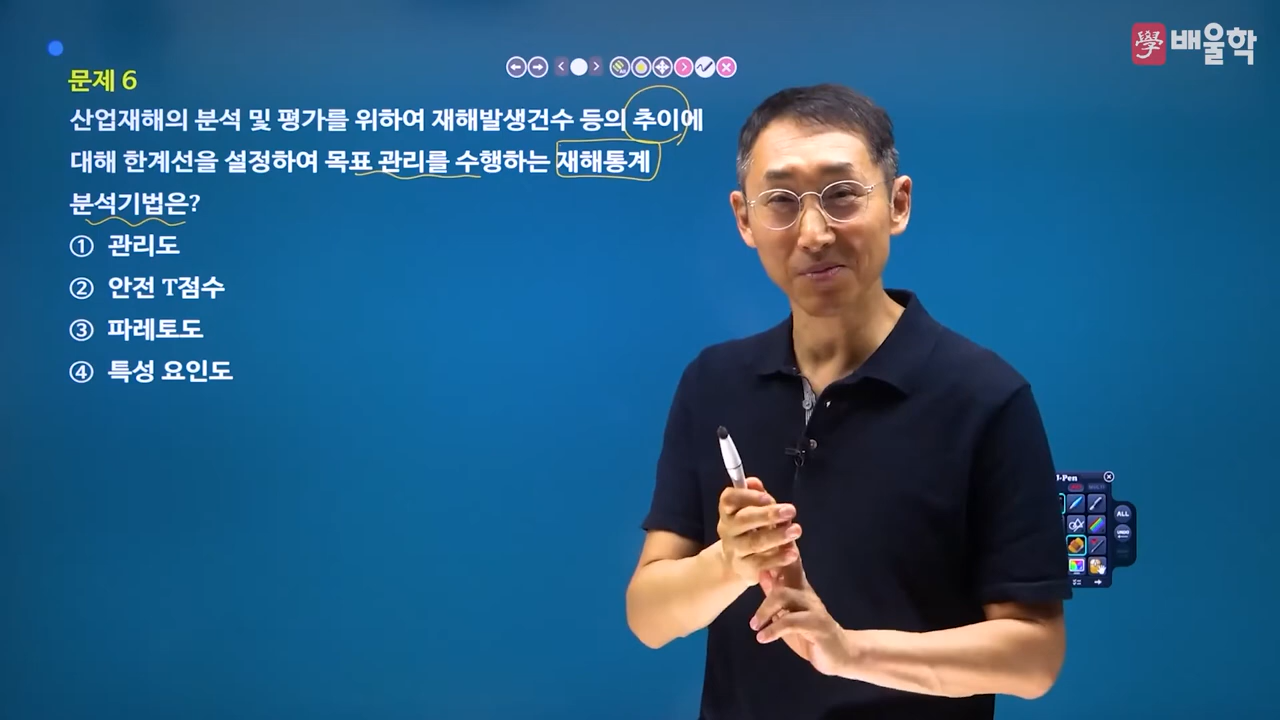 學 배울학
문제 6
산업재해의 분석 및 평가를 위하여 재해발생건수 등의 추이에
대해 한계선을 설정하여 목표 관리를 수행하는 재해통계
분석기법은?
① 관리도
② 안전 T점수
③ 파레토도
④ 특성 요인도
J-Pen
ALL
UNDO